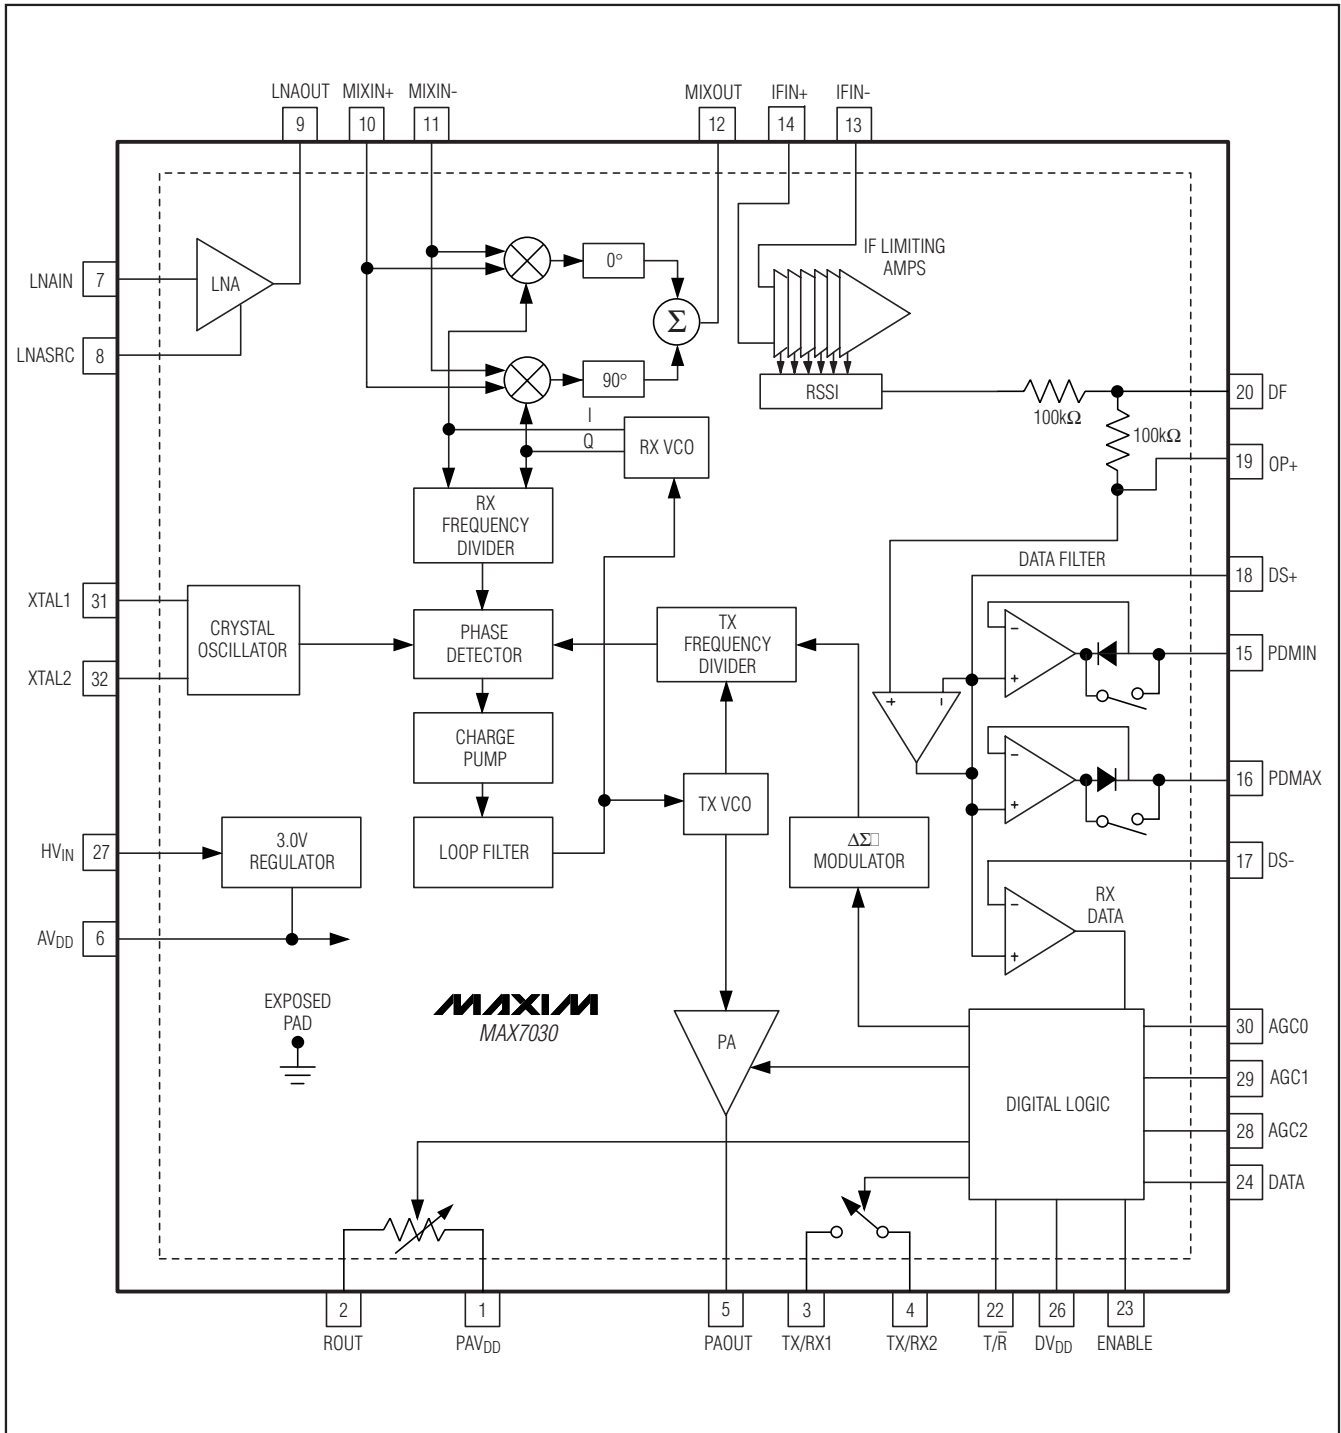 LNAOUT MIXIN+ MIXIN- MIXOUT IFIN+ IFIN-
9 10 11 12 14 13
LNAIN 7
LNA
LNASRC 8
0°
Σ
90°
I
Q
RX VCO
IF LIMITING
AMPS
RSSI
100kΩ
100kΩ
20 DF
19 OP+
RX
FREQUENCY
DIVIDER
DATA FILTER
18 DS+
XTAL1 31
XTAL2 32
CRYSTAL
OSCILLATOR
PHASE
DETECTOR
TX
FREQUENCY
DIVIDER
+ -
-
+
15 PDMIN
CHARGE
PUMP
TX VCO
-
+
16 PDMAX
HVIN 27
3.0V
REGULATOR
LOOP FILTER
ΔΣ
MODULATOR
17 DS-
-
+
RX
DATA
AVDD 6
EXPOSED
PAD
MAXIM
MAX7030
PA
DIGITAL LOGIC
30 AGC0
29 AGC1
28 AGC2
24 DATA
2 1 5 3 4 22 26 23
ROUT PAVDD PAOUT TX/RX1 TX/RX2 T/R̅ DVDD ENABLE